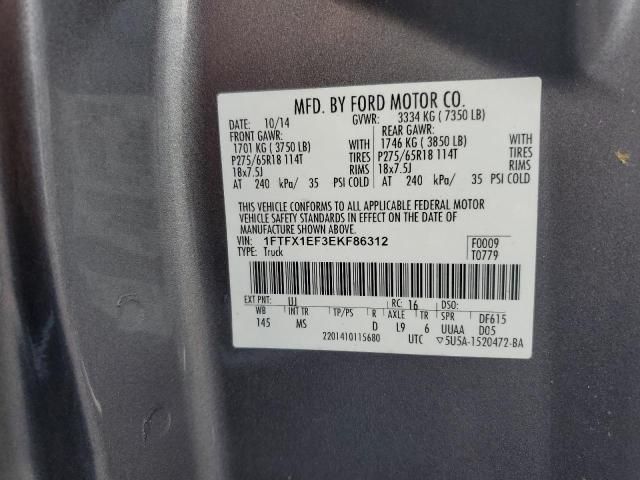 MFD. BY FORD MOTOR CO.
DATE: 10/14 GVWR: 3334 KG ( 7350 LB)
FRONT GAWR: REAR GAWR:
1701 KG ( 3750 LB) WITH 1746 KG ( 3850 LB) WITH
P275/65R18 114T TIRES P275/65R18 114T TIRES
18x7.5J RIMS 18x7.5J RIMS
AT 240 kPa/ 35 PSI COLD AT 240 kPa/ 35 PSI COLD
THIS VEHICLE CONFORMS TO ALL APPLICABLE FEDERAL MOTOR
VEHICLE SAFETY STANDARDS IN EFFECT ON THE DATE OF
MANUFACTURE SHOWN ABOVE.
VIN: 1FTFX1EF3EKF86312 F0009
TYPE: Truck T0779
EXT PNT: UJ RC: 16 DSO:
WB INT TR TP/PS R AXLE TR SPR DF615
145 MS D L9 6 UUAA D05
2201410115680 UTC ▽5U5A-1520472-BA